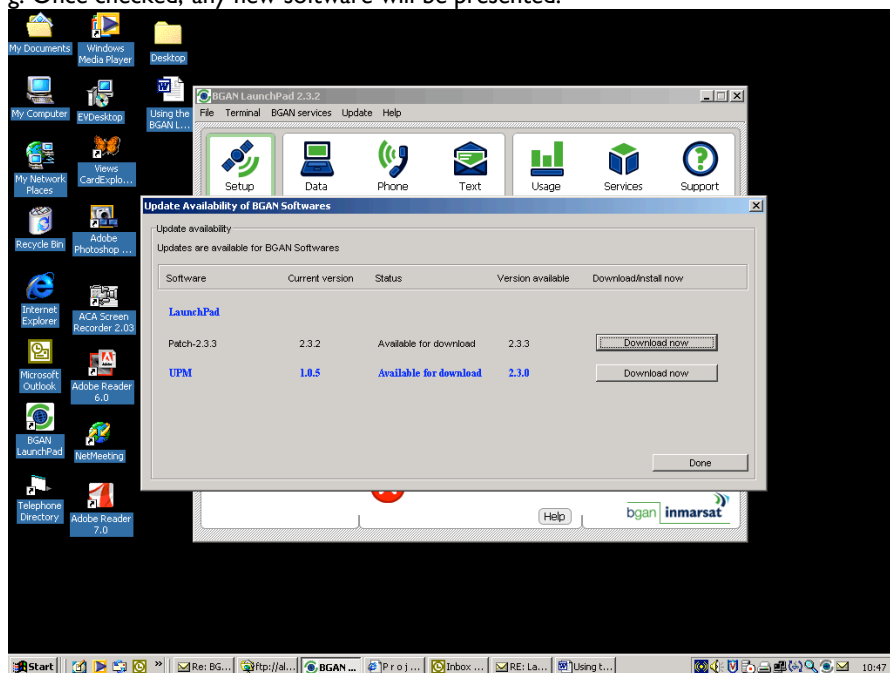 g. Once checked, any new software will be presented.
My Documents
Windows
Media Player
Desktop
My Computer
EVDesktop
Using the
BGAN L...
BGAN LaunchPad 2.3.2
File Terminal BGAN services Update Help
Setup Data Phone Text Usage Services Support
My Network
Places
Views
CardExplo...
Update Availability of BGAN Softwares
Update availability
Updates are available for BGAN Softwares
Software Current version Status Version available Download/install now
LaunchPad
Patch-2.3.3 2.3.2 Available for download 2.3.3 Download now
UPM 1.0.5 Available for download 2.3.0 Download now
Done
Recycle Bin
Adobe
Photoshop ...
Internet
Explorer
ACA Screen
Recorder 2.03
Microsoft
Outlook
Adobe Reader
6.0
BGAN
LaunchPad
NetMeeting
Telephone
Directory
Adobe Reader
7.0
Help
bgan inmarsat
Start » Re: BG... ftp://al... BGAN ... P r o j ... Inbox ... RE: La... Using t... 10:47